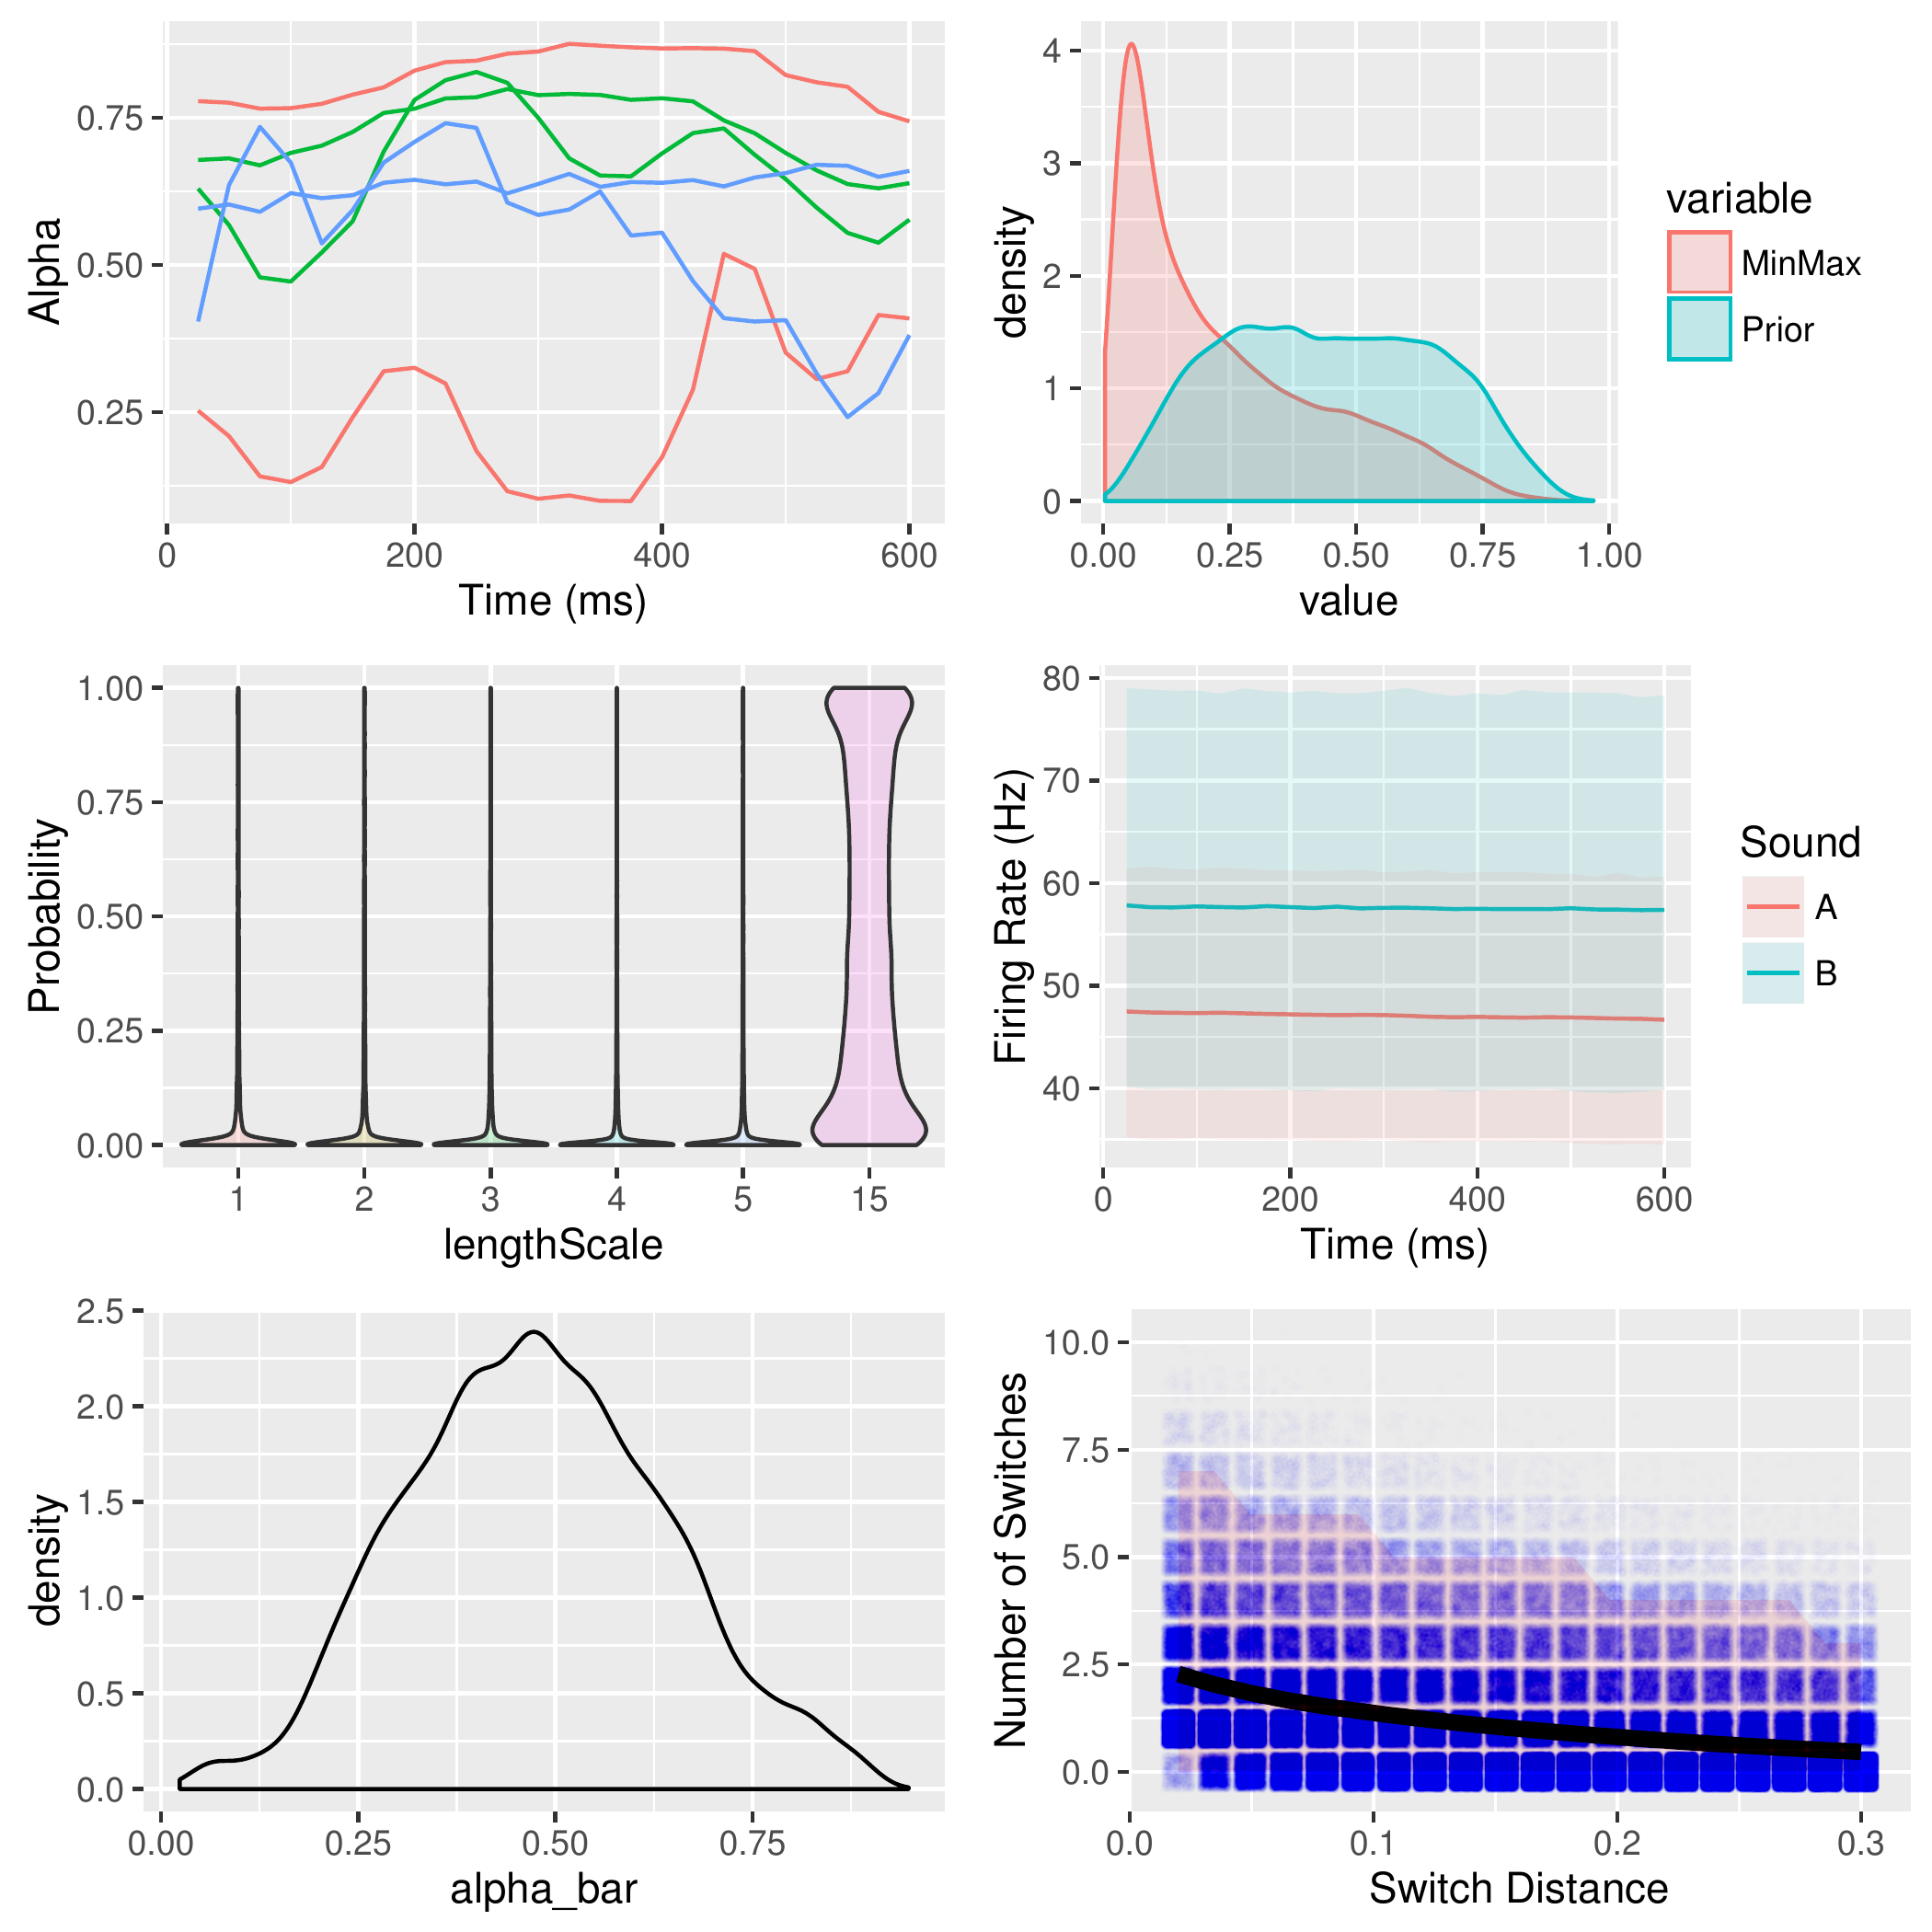 Alpha
0.75
0.50
0.25
0 200 400 600
Time (ms)
density
4
3
2
1
0
0.00 0.25 0.50 0.75 1.00
value
variable
MinMax
Prior
Probability
1.00
0.75
0.50
0.25
0.00
1 2 3 4 5 15
lengthScale
Firing Rate (Hz)
80
70
60
50
40
0 200 400 600
Time (ms)
Sound
A
B
density
2.5
2.0
1.5
1.0
0.5
0.0
0.00 0.25 0.50 0.75
alpha_bar
Number of Switches
10.0
7.5
5.0
2.5
0.0
0.0 0.1 0.2 0.3
Switch Distance